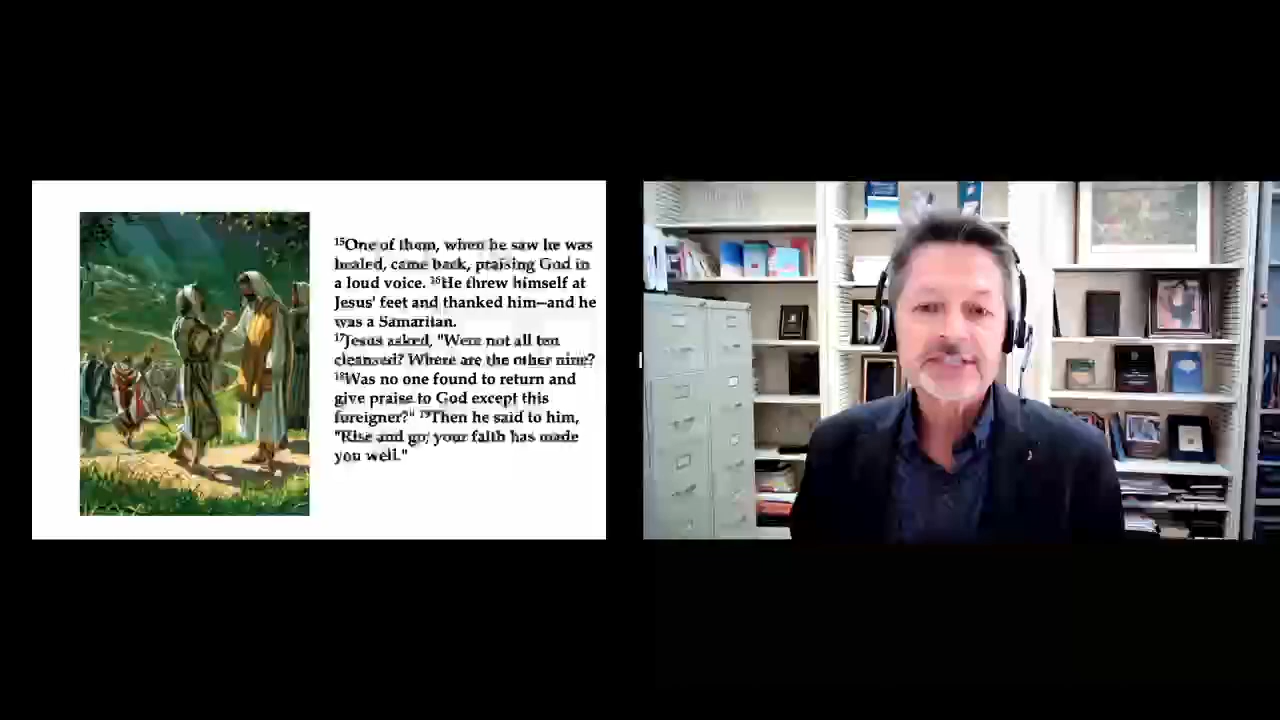 ¹⁵One of them, when he saw he was
healed, came back, praising God in
a loud voice. ¹⁶He threw himself at
Jesus' feet and thanked him—and he
was a Samaritan.
¹⁷Jesus asked, "Were not all ten
cleansed? Where are the other nine?
¹⁸Was no one found to return and
give praise to God except this
foreigner?" ¹⁹Then he said to him,
"Rise and go; your faith has made
you well."